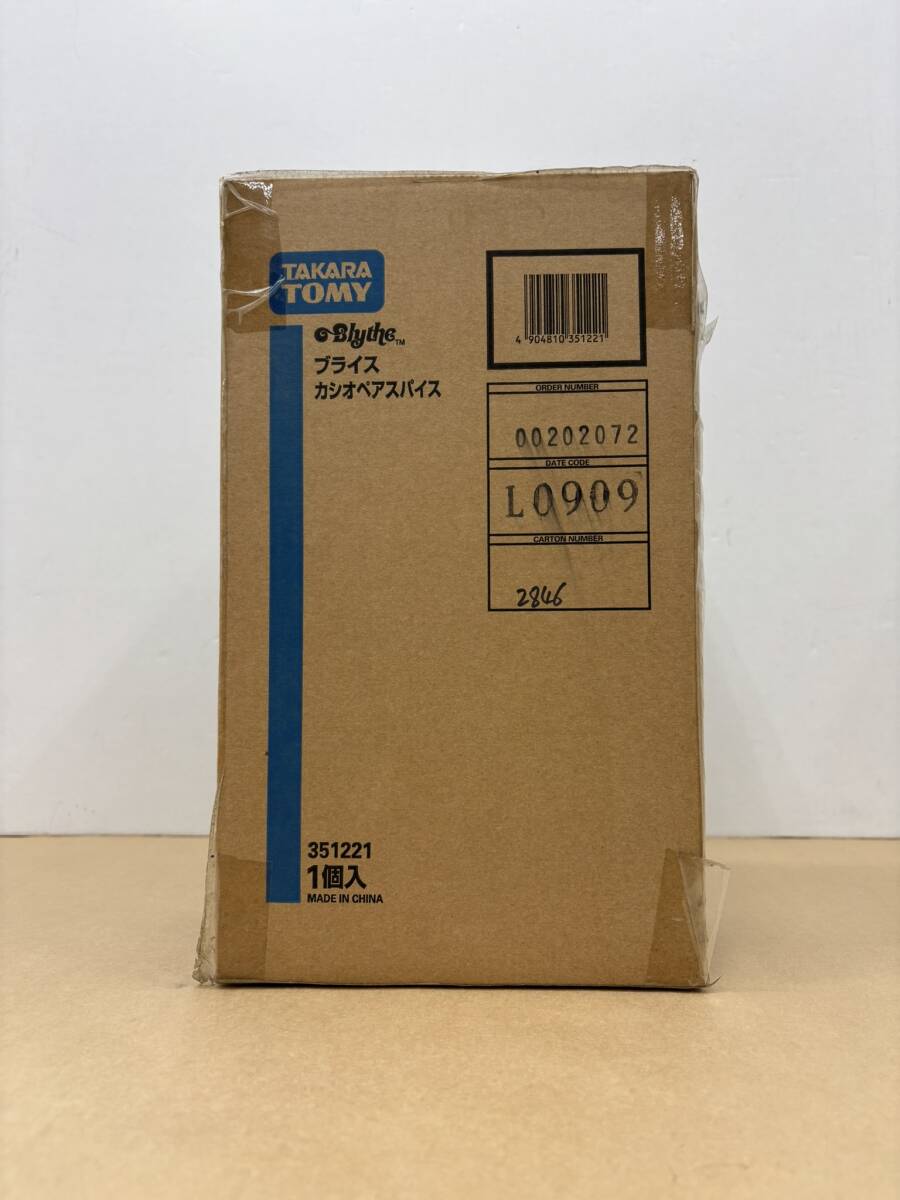 TAKARA
TOMY
Blythe™
ブライス
カシオペアスパイス
4 904810 351221
ORDER NUMBER
00202072
DATE CODE
L0909
CARTON NUMBER
2846
351221
1個入
MADE IN CHINA